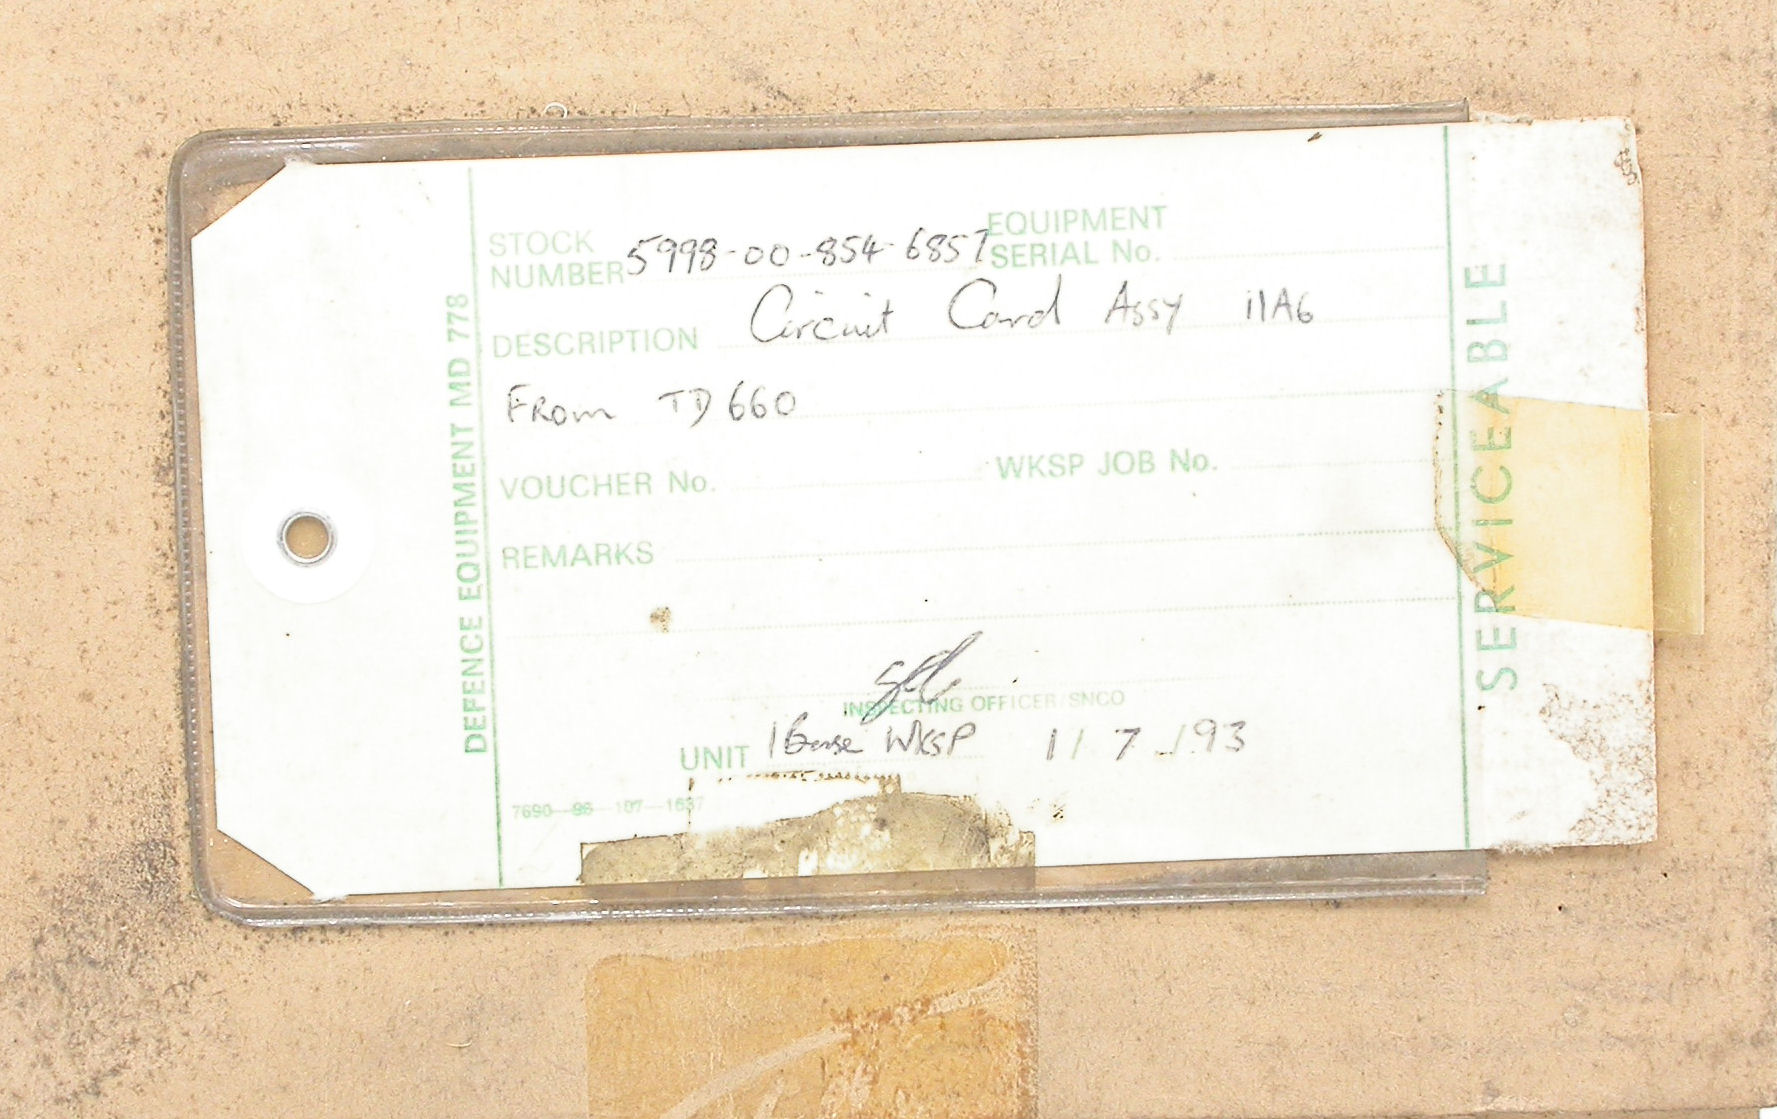 STOCK NUMBER 5998-00-854-6857 EQUIPMENT SERIAL No.
DESCRIPTION Circuit Card Assy 11A6
From TD 660
VOUCHER No. WKSP JOB No.
REMARKS
INSPECTING OFFICER/SNCO
UNIT 1 Base WKSP 1/7/93
7690—96—107—1637
DEFENCE EQUIPMENT MD 778
SERVICEABLE